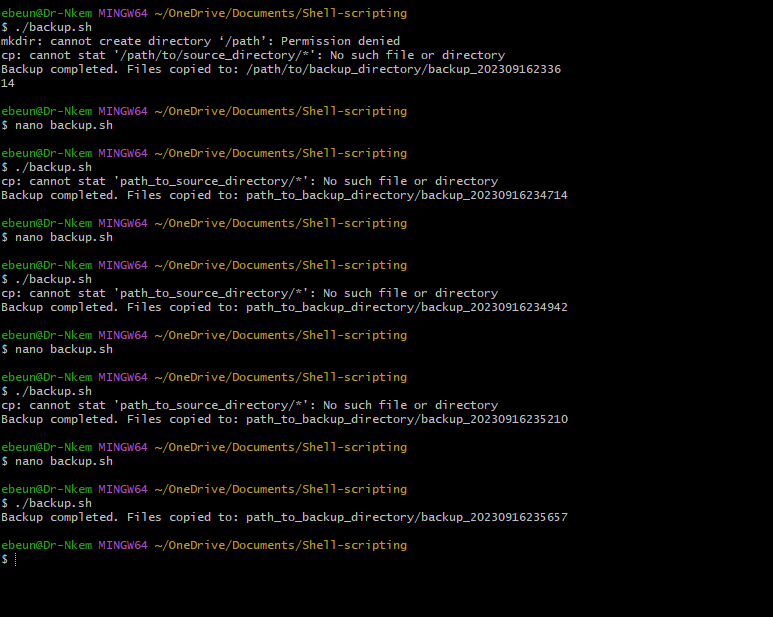 ebeun@Dr-Nkem MINGW64 ~/OneDrive/Documents/Shell-scripting
$ ./backup.sh
mkdir: cannot create directory ‘/path’: Permission denied
cp: cannot stat '/path/to/source_directory/*': No such file or directory
Backup completed. Files copied to: /path/to/backup_directory/backup_202309162336
14
ebeun@Dr-Nkem MINGW64 ~/OneDrive/Documents/Shell-scripting
$ nano backup.sh
ebeun@Dr-Nkem MINGW64 ~/OneDrive/Documents/Shell-scripting
$ ./backup.sh
cp: cannot stat 'path_to_source_directory/*': No such file or directory
Backup completed. Files copied to: path_to_backup_directory/backup_20230916234714
ebeun@Dr-Nkem MINGW64 ~/OneDrive/Documents/Shell-scripting
$ nano backup.sh
ebeun@Dr-Nkem MINGW64 ~/OneDrive/Documents/Shell-scripting
$ ./backup.sh
cp: cannot stat 'path_to_source_directory/*': No such file or directory
Backup completed. Files copied to: path_to_backup_directory/backup_20230916234942
ebeun@Dr-Nkem MINGW64 ~/OneDrive/Documents/Shell-scripting
$ nano backup.sh
ebeun@Dr-Nkem MINGW64 ~/OneDrive/Documents/Shell-scripting
$ ./backup.sh
cp: cannot stat 'path_to_source_directory/*': No such file or directory
Backup completed. Files copied to: path_to_backup_directory/backup_20230916235210
ebeun@Dr-Nkem MINGW64 ~/OneDrive/Documents/Shell-scripting
$ nano backup.sh
ebeun@Dr-Nkem MINGW64 ~/OneDrive/Documents/Shell-scripting
$ ./backup.sh
Backup completed. Files copied to: path_to_backup_directory/backup_20230916235657
ebeun@Dr-Nkem MINGW64 ~/OneDrive/Documents/Shell-scripting
$